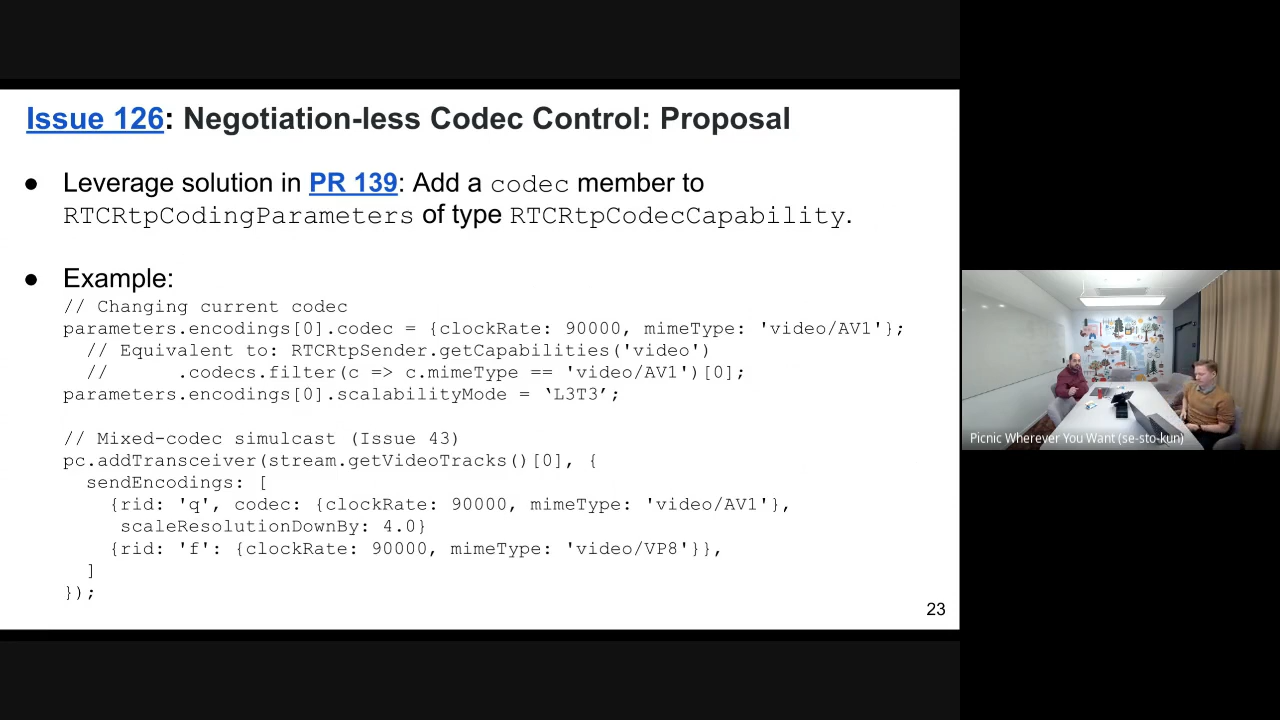 Issue 126: Negotiation-less Codec Control: Proposal
● Leverage solution in PR 139: Add a codec member to
RTCRtpCodingParameters of type RTCRtpCodecCapability.
● Example:
// Changing current codec
parameters.encodings[0].codec = {clockRate: 90000, mimeType: 'video/AV1'};
// Equivalent to: RTCRtpSender.getCapabilities('video')
//      .codecs.filter(c => c.mimeType == 'video/AV1')[0];
parameters.encodings[0].scalabilityMode = ‘L3T3’;
// Mixed-codec simulcast (Issue 43)
pc.addTransceiver(stream.getVideoTracks()[0], {
sendEncodings: [
{rid: 'q', codec: {clockRate: 90000, mimeType: 'video/AV1'},
scaleResolutionDownBy: 4.0}
{rid: 'f': {clockRate: 90000, mimeType: 'video/VP8'}},
]
});
23
Picnic Wherever You Want (se-sto-kun)